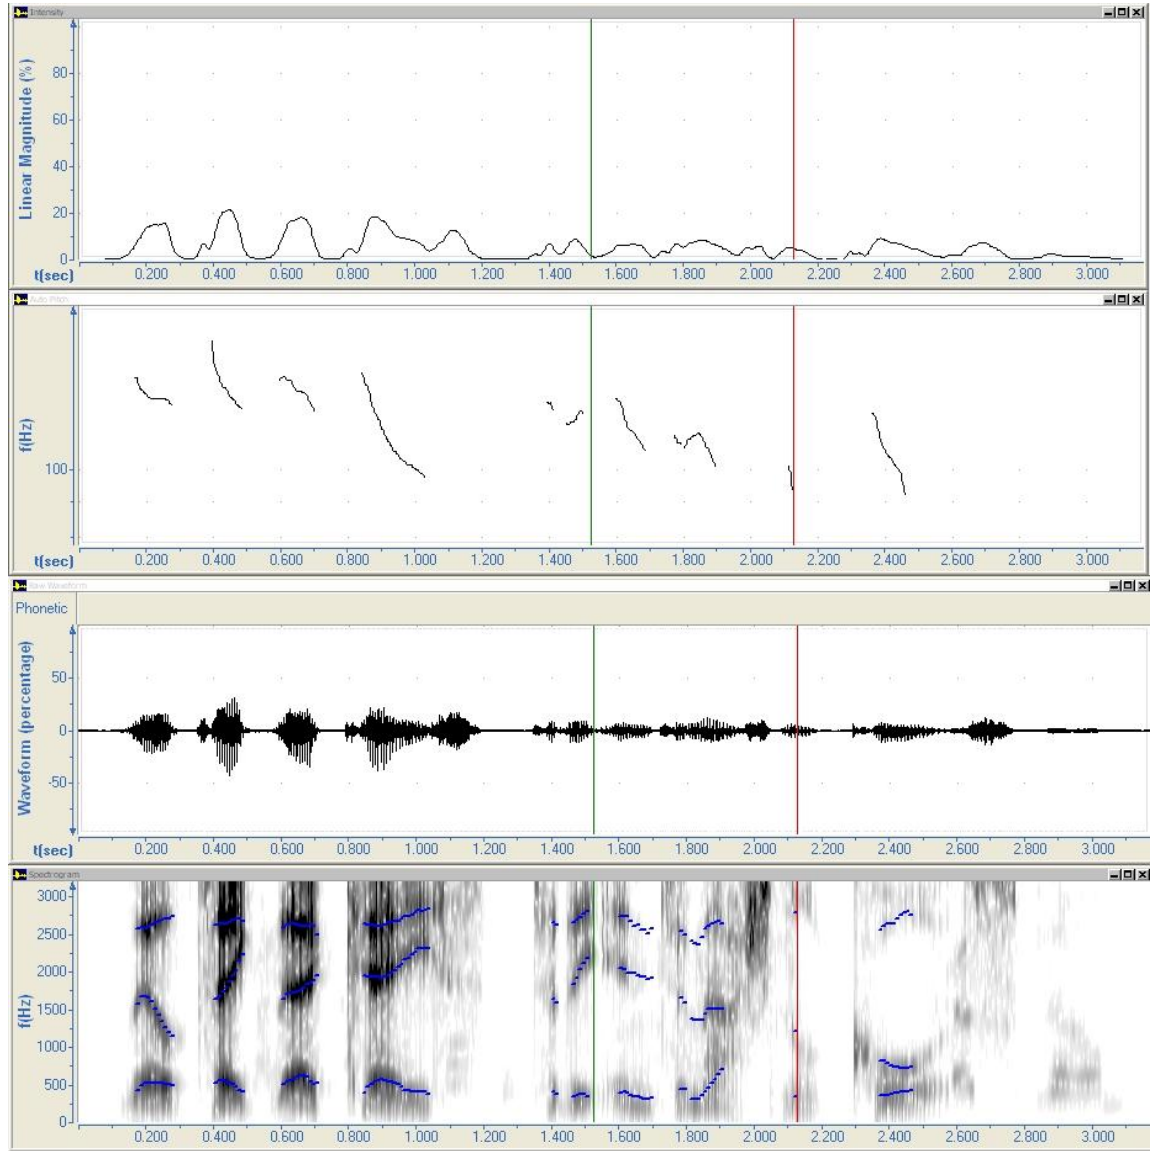 Intensity
Linear Magnitude (%)
80
60
40
20
0
t(sec) 0.200 0.400 0.600 0.800 1.000 1.200 1.400 1.600 1.800 2.000 2.200 2.400 2.600 2.800 3.000
Auto Pitch
f(Hz)
100
t(sec) 0.200 0.400 0.600 0.800 1.000 1.200 1.400 1.600 1.800 2.000 2.200 2.400 2.600 2.800 3.000
Raw Waveform
Phonetic
Waveform (percentage)
50
0
-50
t(sec) 0.200 0.400 0.600 0.800 1.000 1.200 1.400 1.600 1.800 2.000 2.200 2.400 2.600 2.800 3.000
Spectrogram
f(Hz)
3000
2500
2000
1500
1000
500
0
t(sec) 0.200 0.400 0.600 0.800 1.000 1.200 1.400 1.600 1.800 2.000 2.200 2.400 2.600 2.800 3.000